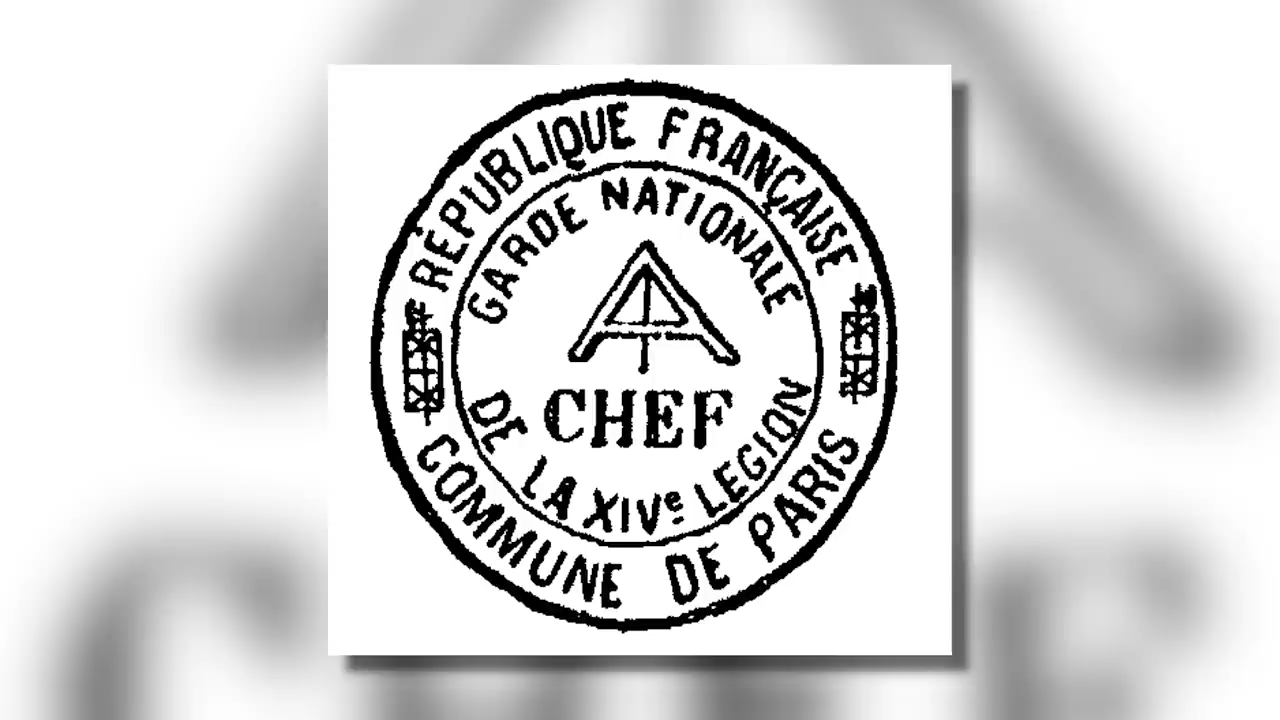 RÉPUBLIQUE FRANÇAISE
GARDE NATIONALE
CHEF
DE LA XIVe LEGION
COMMUNE DE PARIS